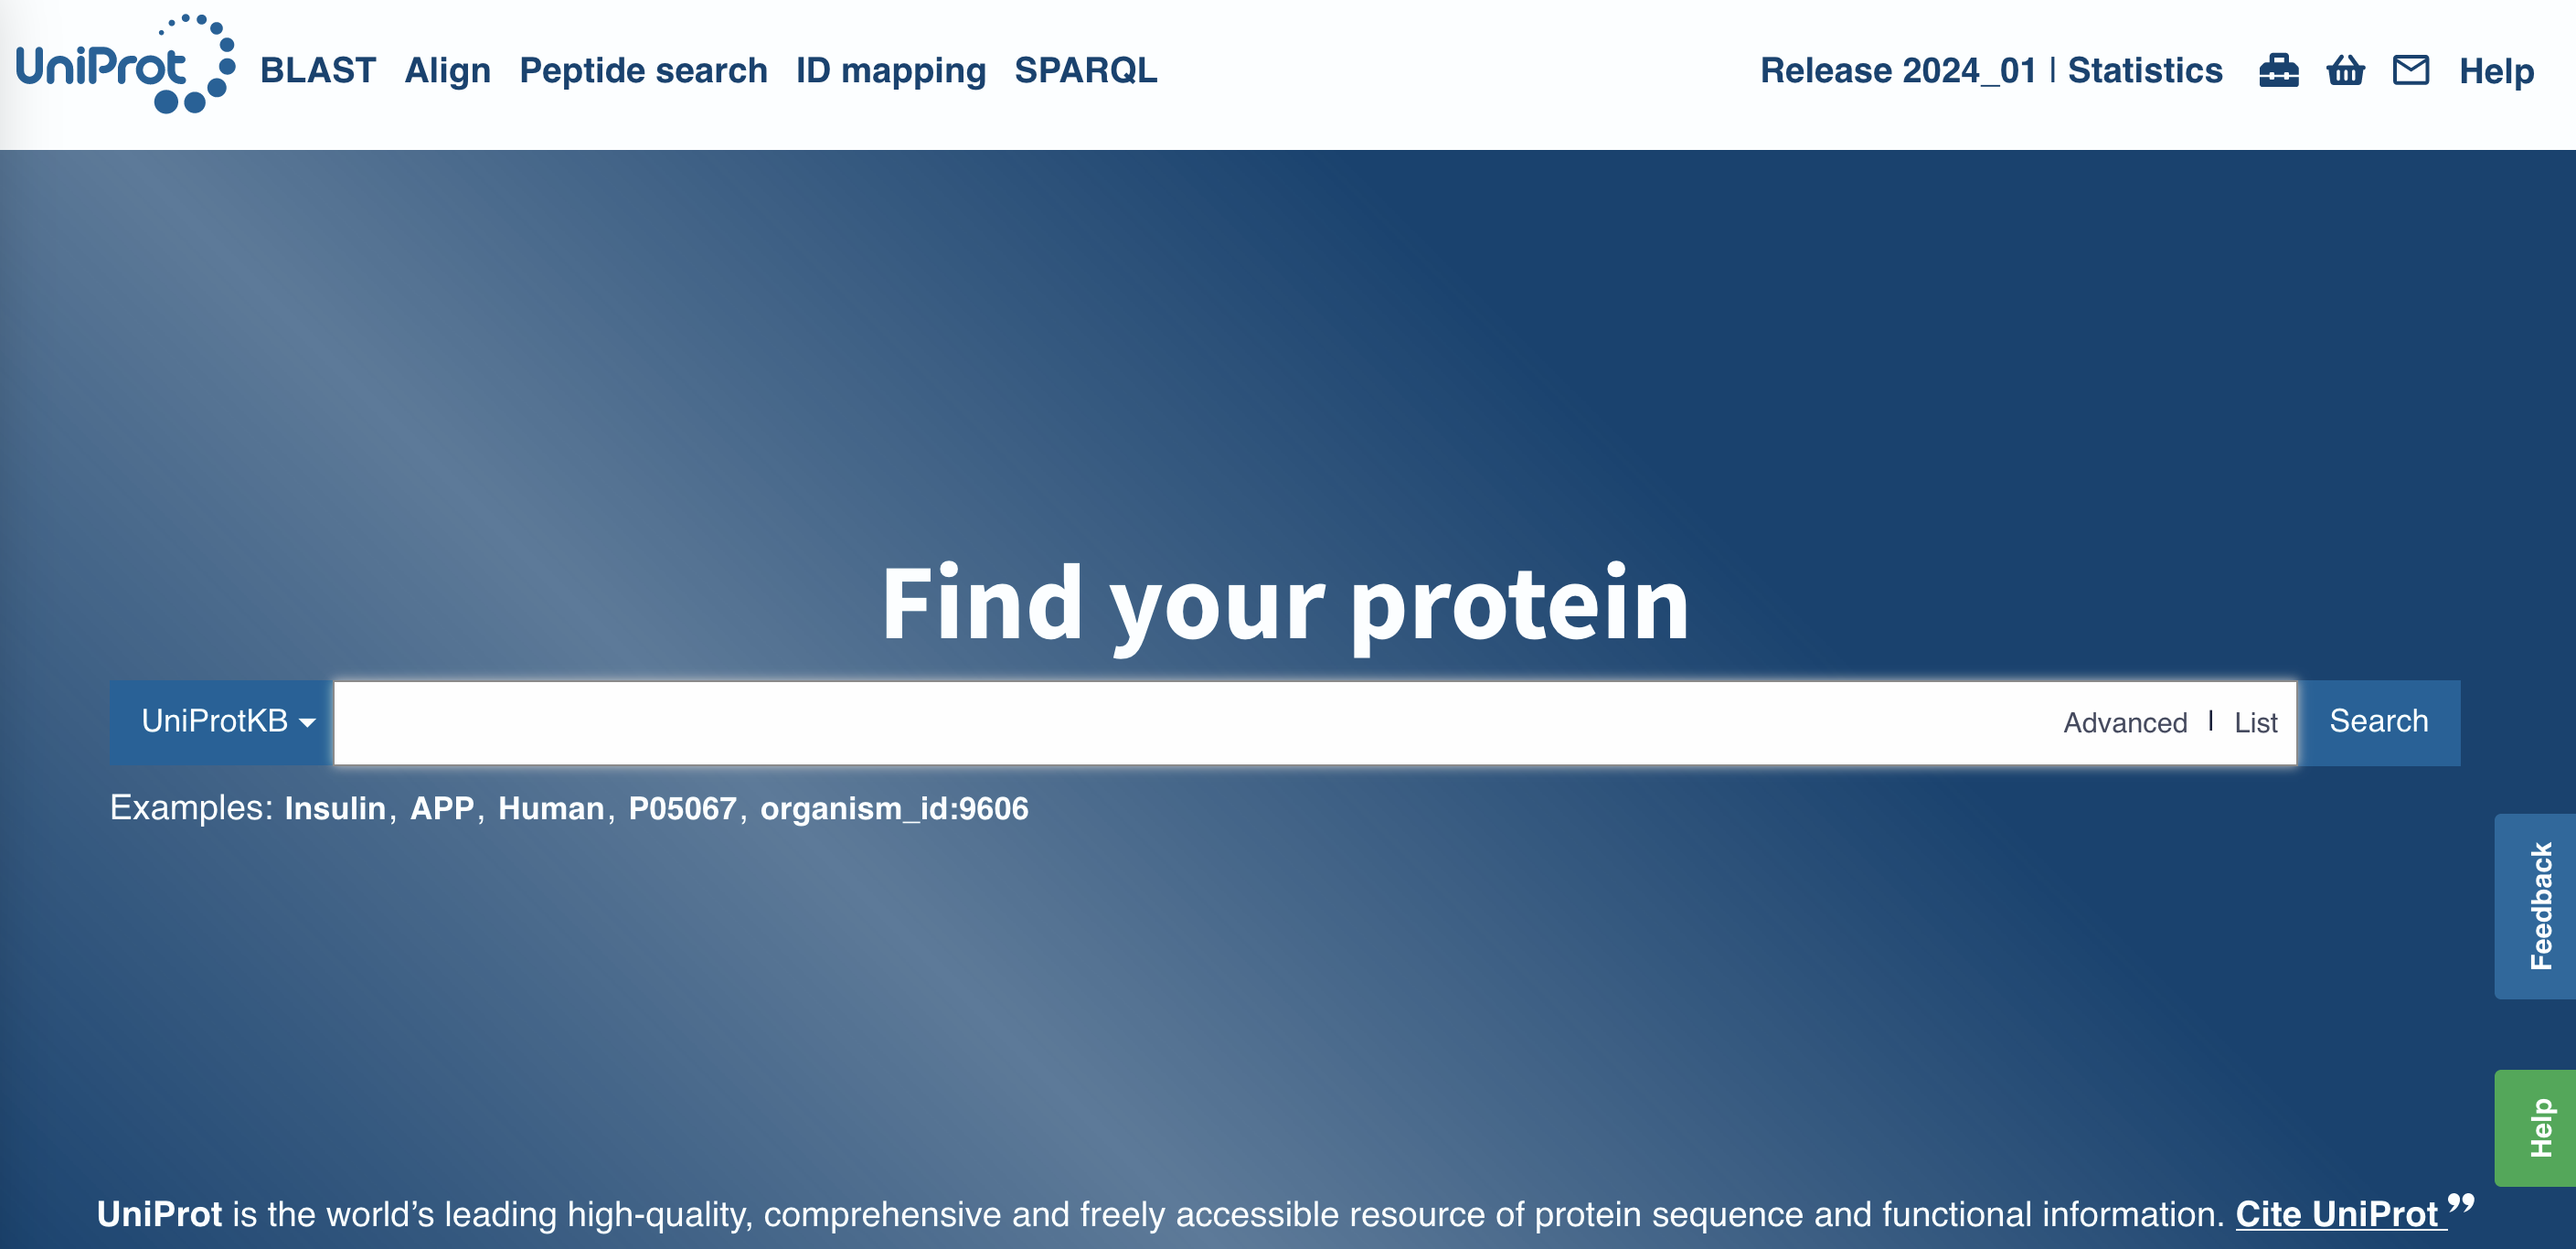 UniProt BLAST Align Peptide search ID mapping SPARQL Release 2024_01 | Statistics Help
Find your protein
UniProtKB Advanced | List Search
Examples: Insulin, APP, Human, P05067, organism_id:9606
Feedback
Help
UniProt is the world’s leading high-quality, comprehensive and freely accessible resource of protein sequence and functional information. Cite UniProt ”